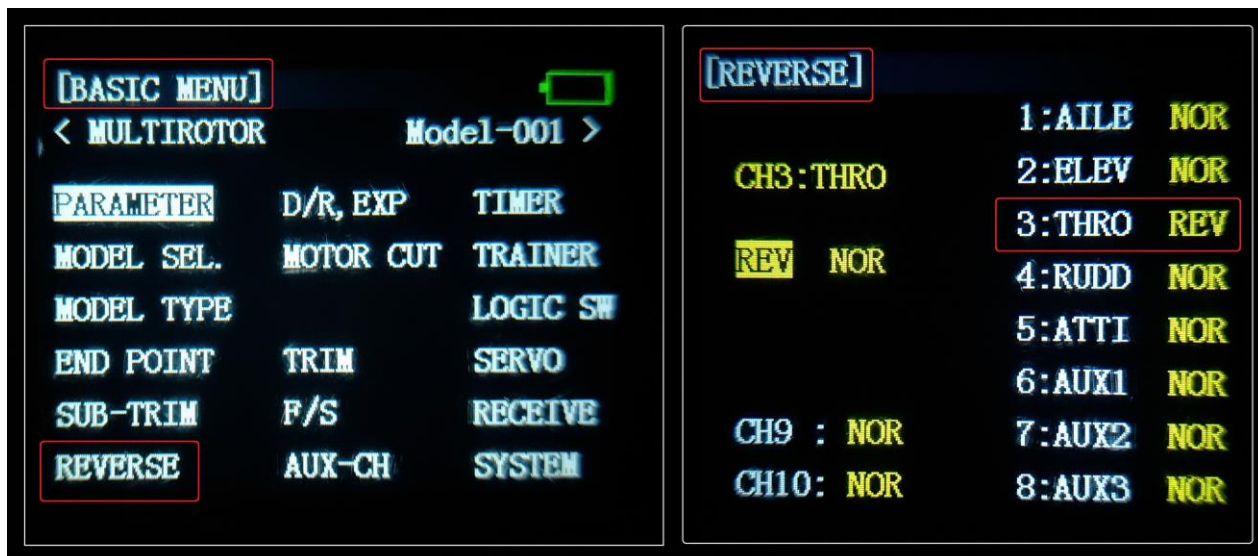 [BASIC MENU]
< MULTIROTOR Model-001 >
PARAMETER D/R,EXP TIMER
MODEL SEL. MOTOR CUT TRAINER
MODEL TYPE LOGIC SW
END POINT TRIM SERVO
SUB-TRIM F/S RECEIVE
REVERSE AUX-CH SYSTEM
[REVERSE]
CH3:THRO
REV NOR
CH9 : NOR
CH10: NOR
1:AILE NOR
2:ELEV NOR
3:THRO REV
4:RUDD NOR
5:ATTI NOR
6:AUX1 NOR
7:AUX2 NOR
8:AUX3 NOR